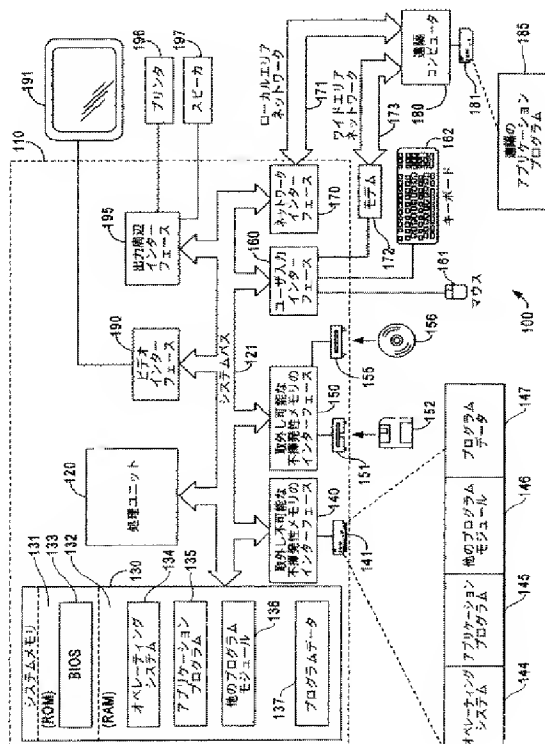 システムメモリ
(ROM)
131
BIOS
133
132
(RAM)
130
オペレーティング
システム
134
アプリケーション
プログラム
135
他のプログラム
モジュール
136
137
プログラムデータ
120
処理ユニット
190
ビデオ
インター
フェース
195
出力周辺
インター
フェース
110
191
196
プリンタ
197
スピーカ
システムバス
121
取外し不可能な
不揮発性メモリの
インターフェース
140
141
取外し可能な
不揮発性メモリの
インターフェース
150
151
152
155
156
ユーザ入力
インター
フェース
160
ネットワーク
インター
フェース
170
ローカルエリア
ネットワーク
171
ワイドエリア
ネットワーク
173
モデム
172
遠隔
コンピュータ
180
181
遠隔の
アプリケーション
プログラム
185
キーボード
162
マウス
161
100
オペレーティング
システム
144
アプリケーション
プログラム
145
他のプログラム
モジュール
146
プログラム
データ
147